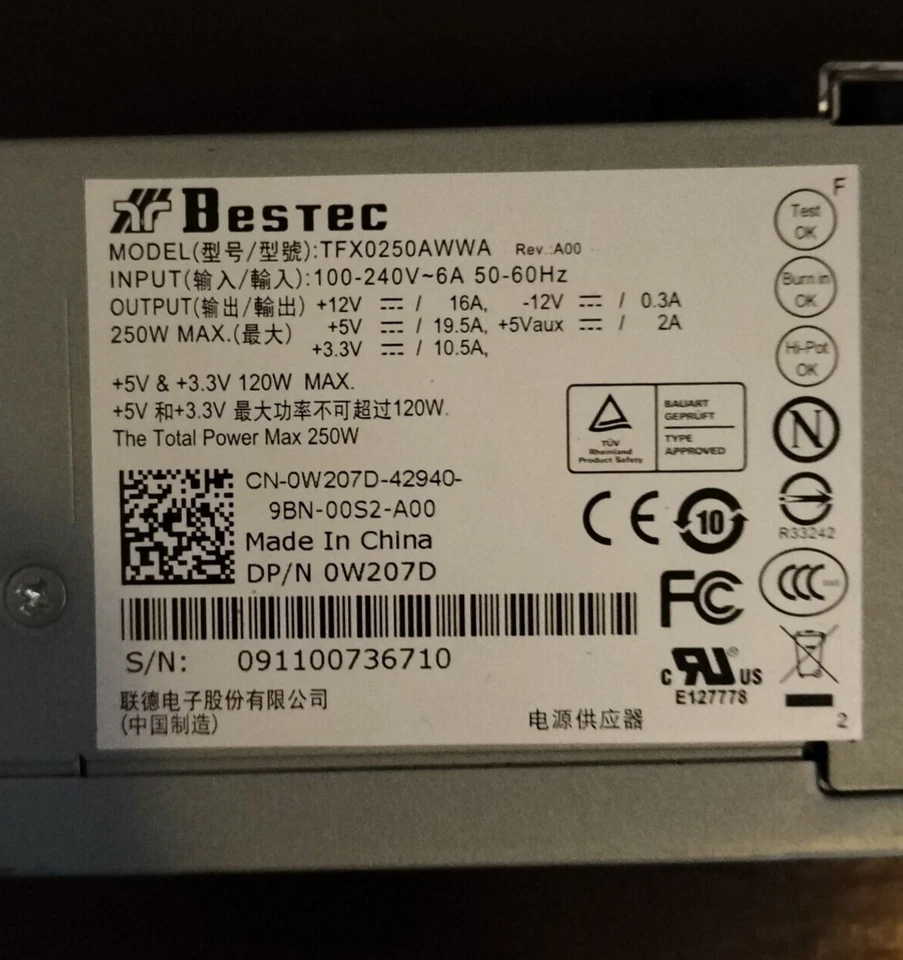 BESTEC
MODEL(型号/型號):TFX0250AWWA Rev.:A00
INPUT(输入/輸入):100-240V~6A 50-60Hz
OUTPUT(输出/輸出) +12V / 16A, -12V / 0.3A
250W MAX.(最大) +5V / 19.5A, +5Vaux / 2A
+3.3V / 10.5A,
+5V & +3.3V 120W MAX.
+5V 和+3.3V 最大功率不可超过120W.
The Total Power Max 250W
CN-0W207D-42940-
9BN-00S2-A00
Made In China
DP/N 0W207D
S/N: 091100736710
联德电子股份有限公司
(中国制造)
电源供应器
F
Test
OK
Burn in
OK
Hi-Pot
OK
N
TÜV
Rheinland
Product Safety
BAUART
GEPRÜFT
TYPE
APPROVED
CE
10
R33242
FC
CCC
c RU ® US
E127778
2